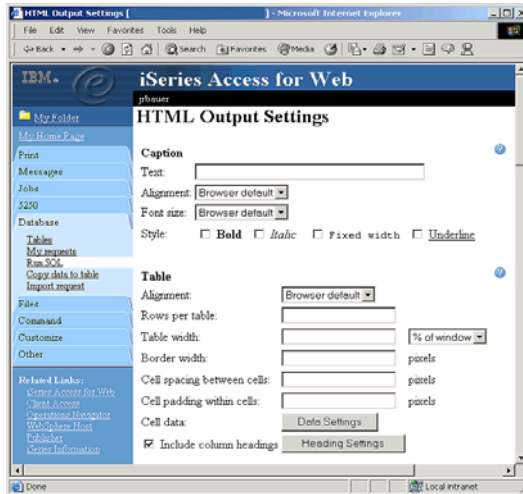 HTML Output Settings [ ] - Microsoft Internet Explorer
File Edit View Favorites Tools Help
Back Search Favorites Media
IBM.
iSeries Access for Web
jrbauer
My Folder
My Home Page
Print
Messages
Jobs
5250
Database
Tables
My requests
Run SQL
Copy data to table
Import request
Files
Command
Customize
Other
Related Links:
iSeries Access for Web
Client Access
Operations Navigator
WebSphere Host
Publisher
iSeries Information
HTML Output Settings
Caption
Text:
Alignment: Browser default
Font size: Browser default
Style: Bold Italic Fixed width Underline
Table
Alignment: Browser default
Rows per table:
Table width: % of window
Border width: pixels
Cell spacing between cells: pixels
Cell padding within cells: pixels
Cell data: Data Settings
Include column headings Heading Settings
Done Local intranet